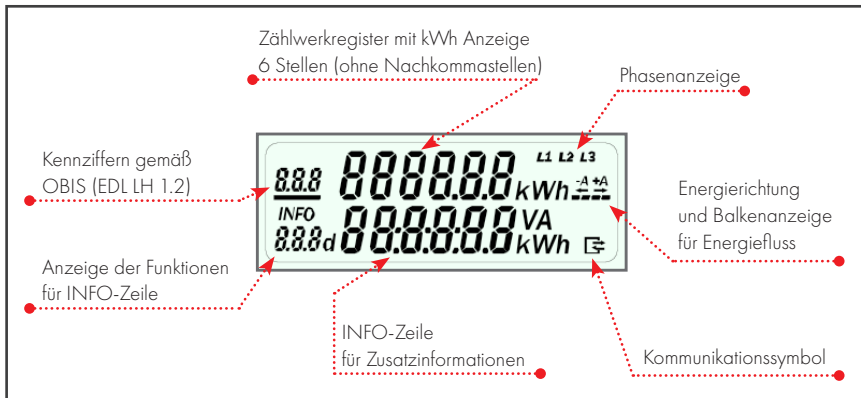 Zählwerkregister mit kWh Anzeige
6 Stellen (ohne Nachkommastellen)
Phasenanzeige
Kennziffern gemäß
OBIS (EDL LH 1.2)
L1 L2 L3
8.8.8 888888 kWh -A +A
INFO
8.8.8d 88:8:8:8.8 VA
kWh
Energierichtung
und Balkenanzeige
für Energiefluss
Anzeige der Funktionen
für INFO-Zeile
INFO-Zeile
für Zusatzinformationen
Kommunikationssymbol